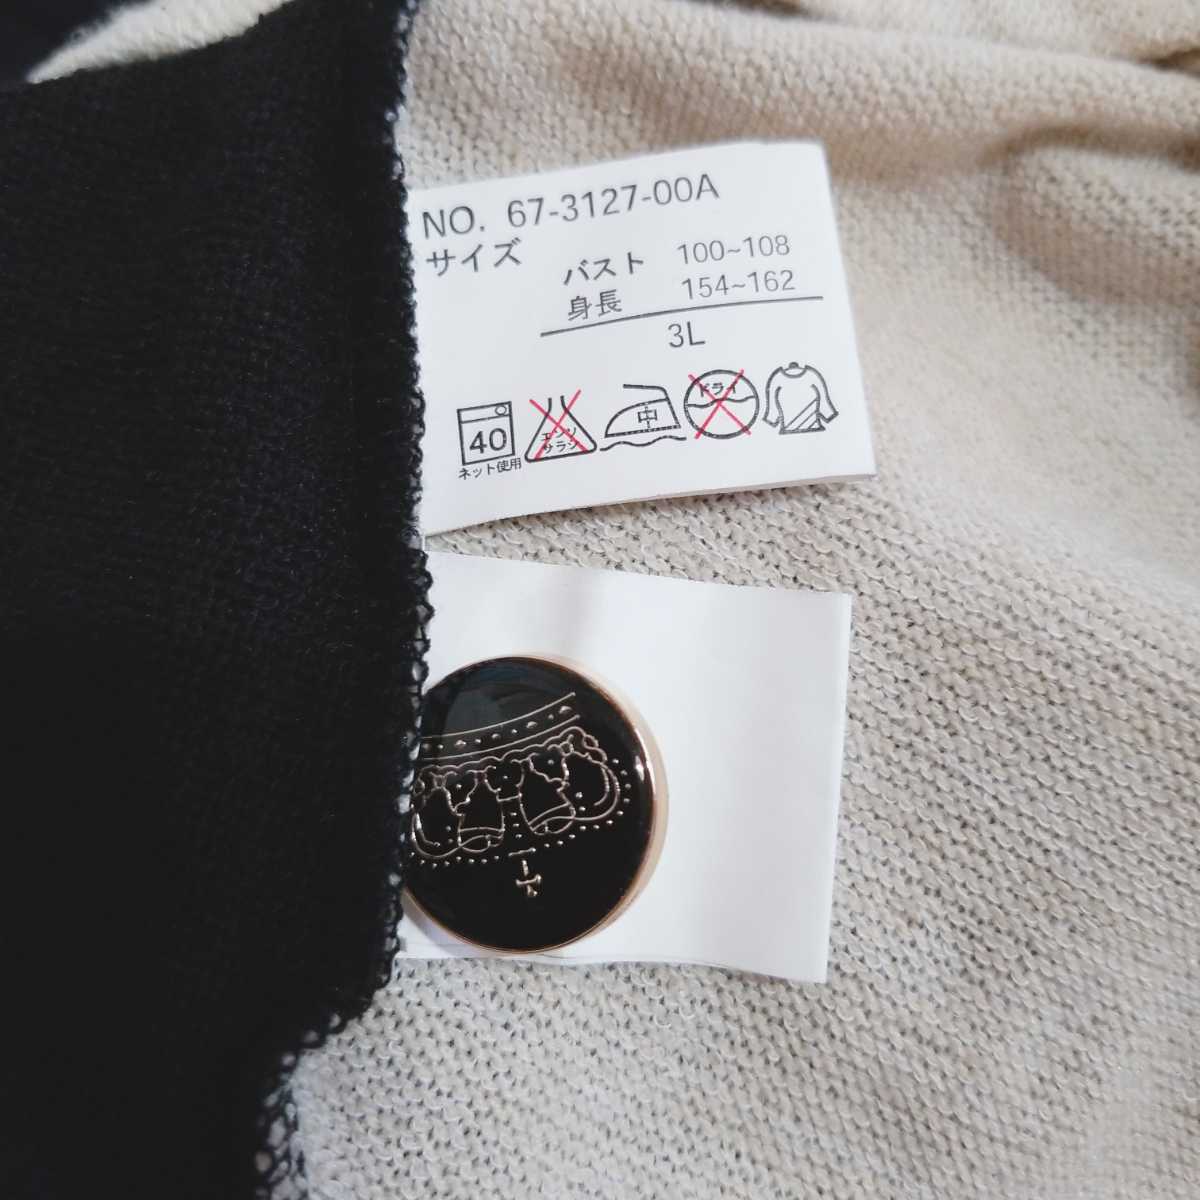 NO. 67-3127-00A
サイズ
バスト 100~108
身長 154~162
3L
40
ネット使用
エンソ
サラシ
中
ドライ